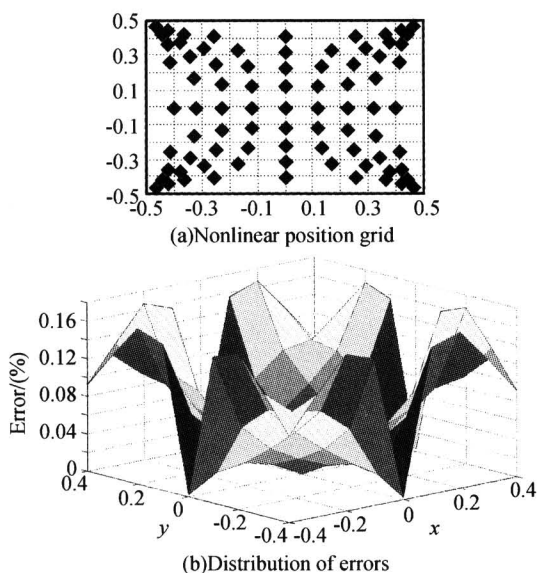 0.5
0.3
0.1
-0.1
-0.3
-0.5
-0.5 -0.3 -0.1 0.1 0.3 0.5
(a)Nonlinear position grid
0.16
0.12
0.08
0.04
0
Error/(%)
0.4 0.2 0 -0.2 -0.4
y
-0.4 -0.2 0 0.2 0.4
x
(b)Distribution of errors